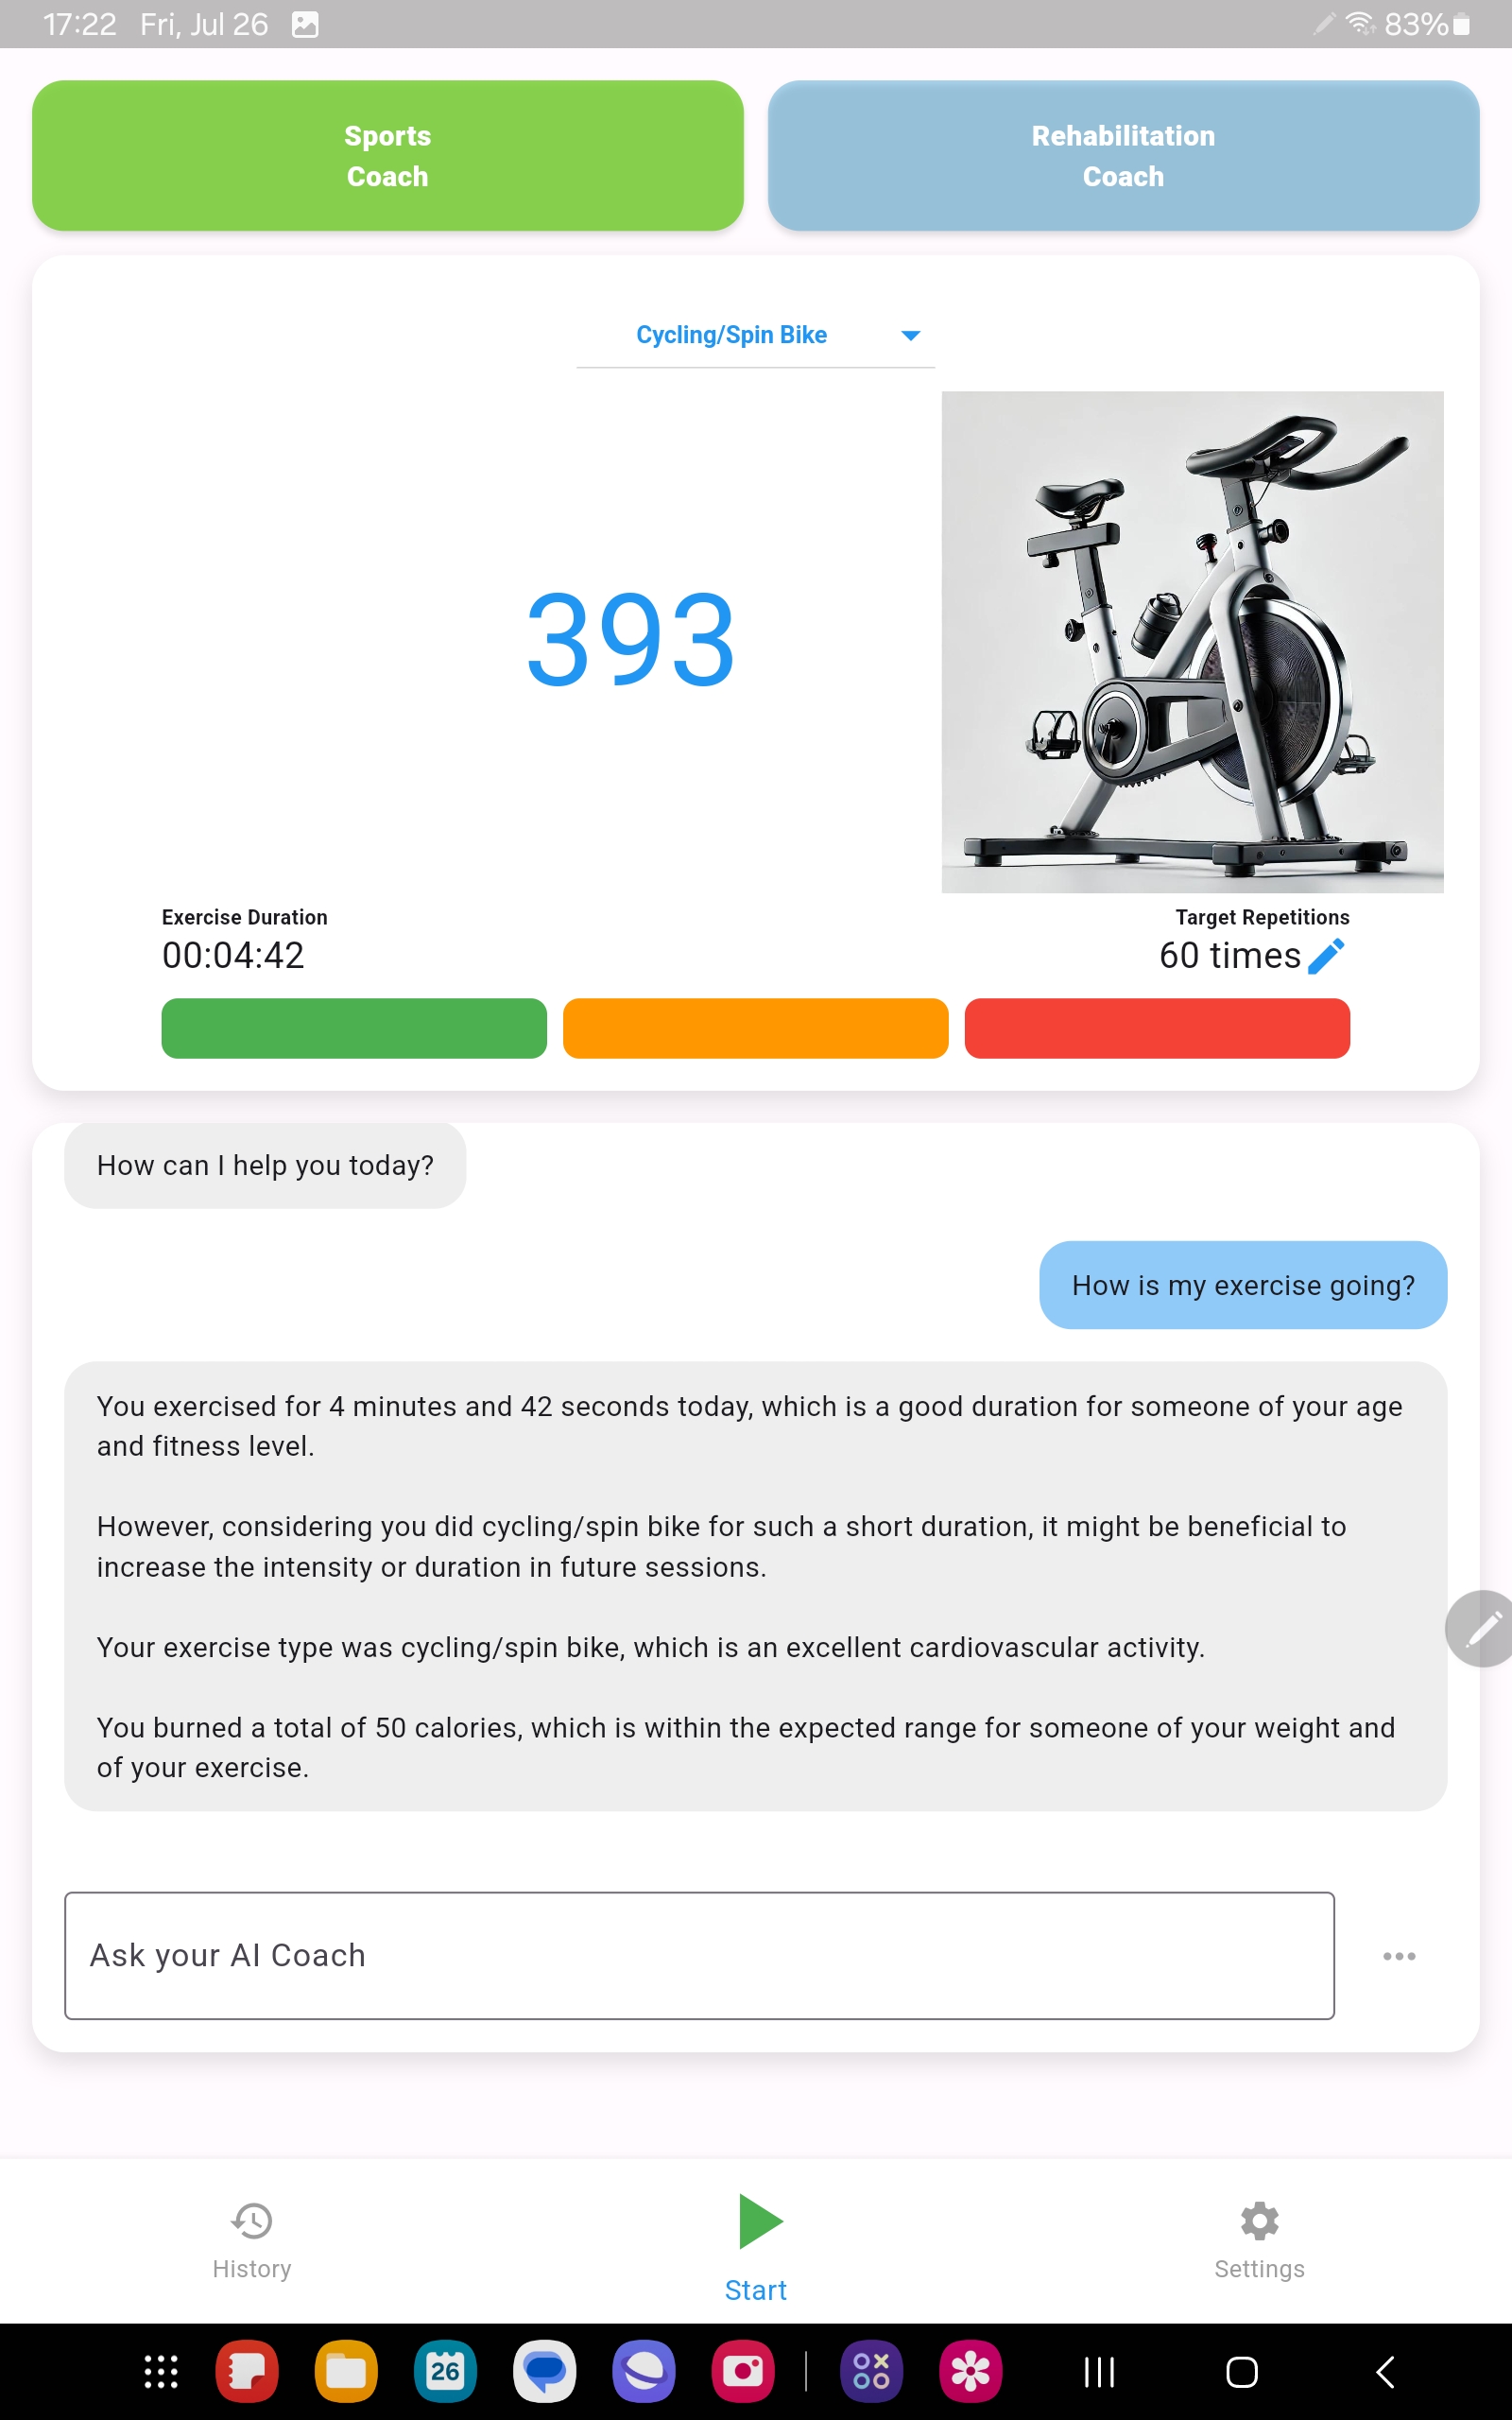 17:22 Fri, Jul 26
83%
Sports
Coach
Rehabilitation
Coach
Cycling/Spin Bike
393
Exercise Duration
00:04:42
Target Repetitions
60 times
How can I help you today?
How is my exercise going?
You exercised for 4 minutes and 42 seconds today, which is a good duration for someone of your age
and fitness level.
However, considering you did cycling/spin bike for such a short duration, it might be beneficial to
increase the intensity or duration in future sessions.
Your exercise type was cycling/spin bike, which is an excellent cardiovascular activity.
You burned a total of 50 calories, which is within the expected range for someone of your weight and
of your exercise.
Ask your AI Coach
History
Start
Settings
26